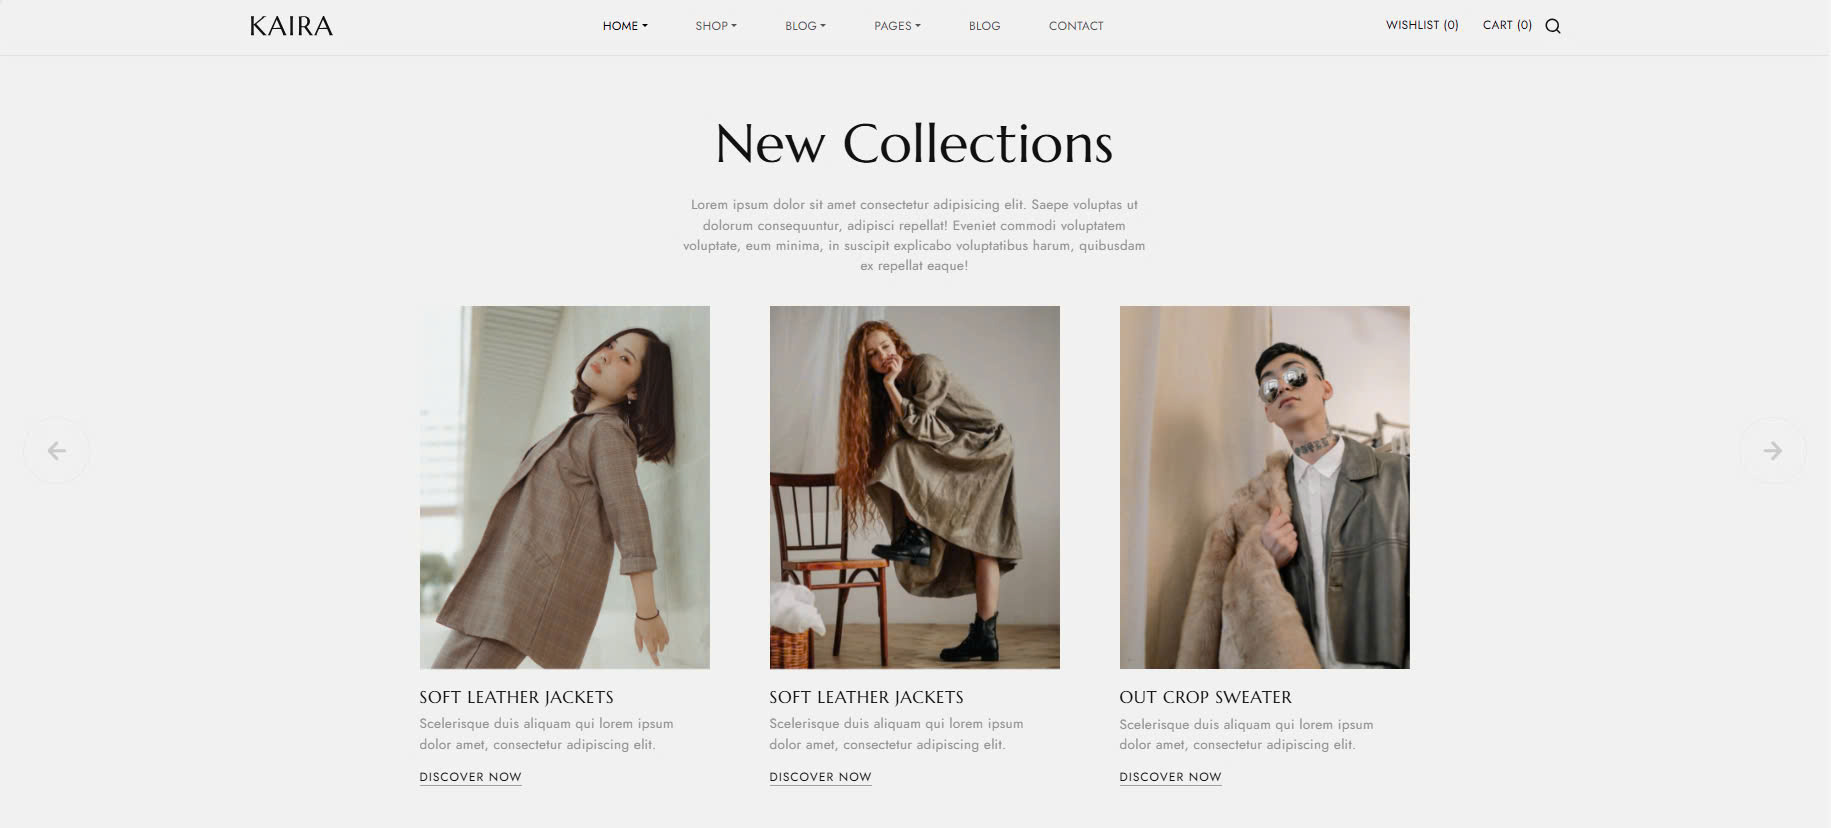 KAIRA
HOME
SHOP
BLOG
PAGES
BLOG
CONTACT
WISHLIST (0)
CART (0)
New Collections
Lorem ipsum dolor sit amet consectetur adipisicing elit. Saepe voluptas ut
dolorum consequuntur, adipisci repellat! Eveniet commodi voluptatem
voluptate, eum minima, in suscipit explicabo voluptatibus harum, quibusdam
ex repellat eaque!
SOFT LEATHER JACKETS
Scelerisque duis aliquam qui lorem ipsum
dolor amet, consectetur adipiscing elit.
DISCOVER NOW
SOFT LEATHER JACKETS
Scelerisque duis aliquam qui lorem ipsum
dolor amet, consectetur adipiscing elit.
DISCOVER NOW
OUT CROP SWEATER
Scelerisque duis aliquam qui lorem ipsum
dolor amet, consectetur adipiscing elit.
DISCOVER NOW